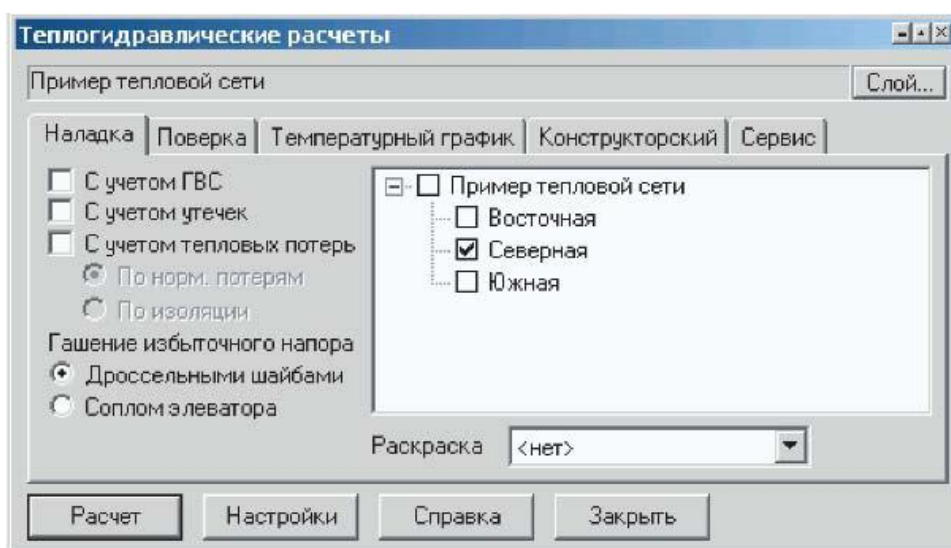 Теплогидравлические расчеты
Пример тепловой сети
Слой...
Наладка Поверка Температурный график Конструкторский Сервис
С учетом ГВС
С учетом утечек
С учетом тепловых потерь
По норм. потерям
По изоляции
Гашение избыточного напора
Дроссельными шайбами
Соплом элеватора
Пример тепловой сети
Восточная
Северная
Южная
Раскраска <нет>
Расчет Настройки Справка Закрыть